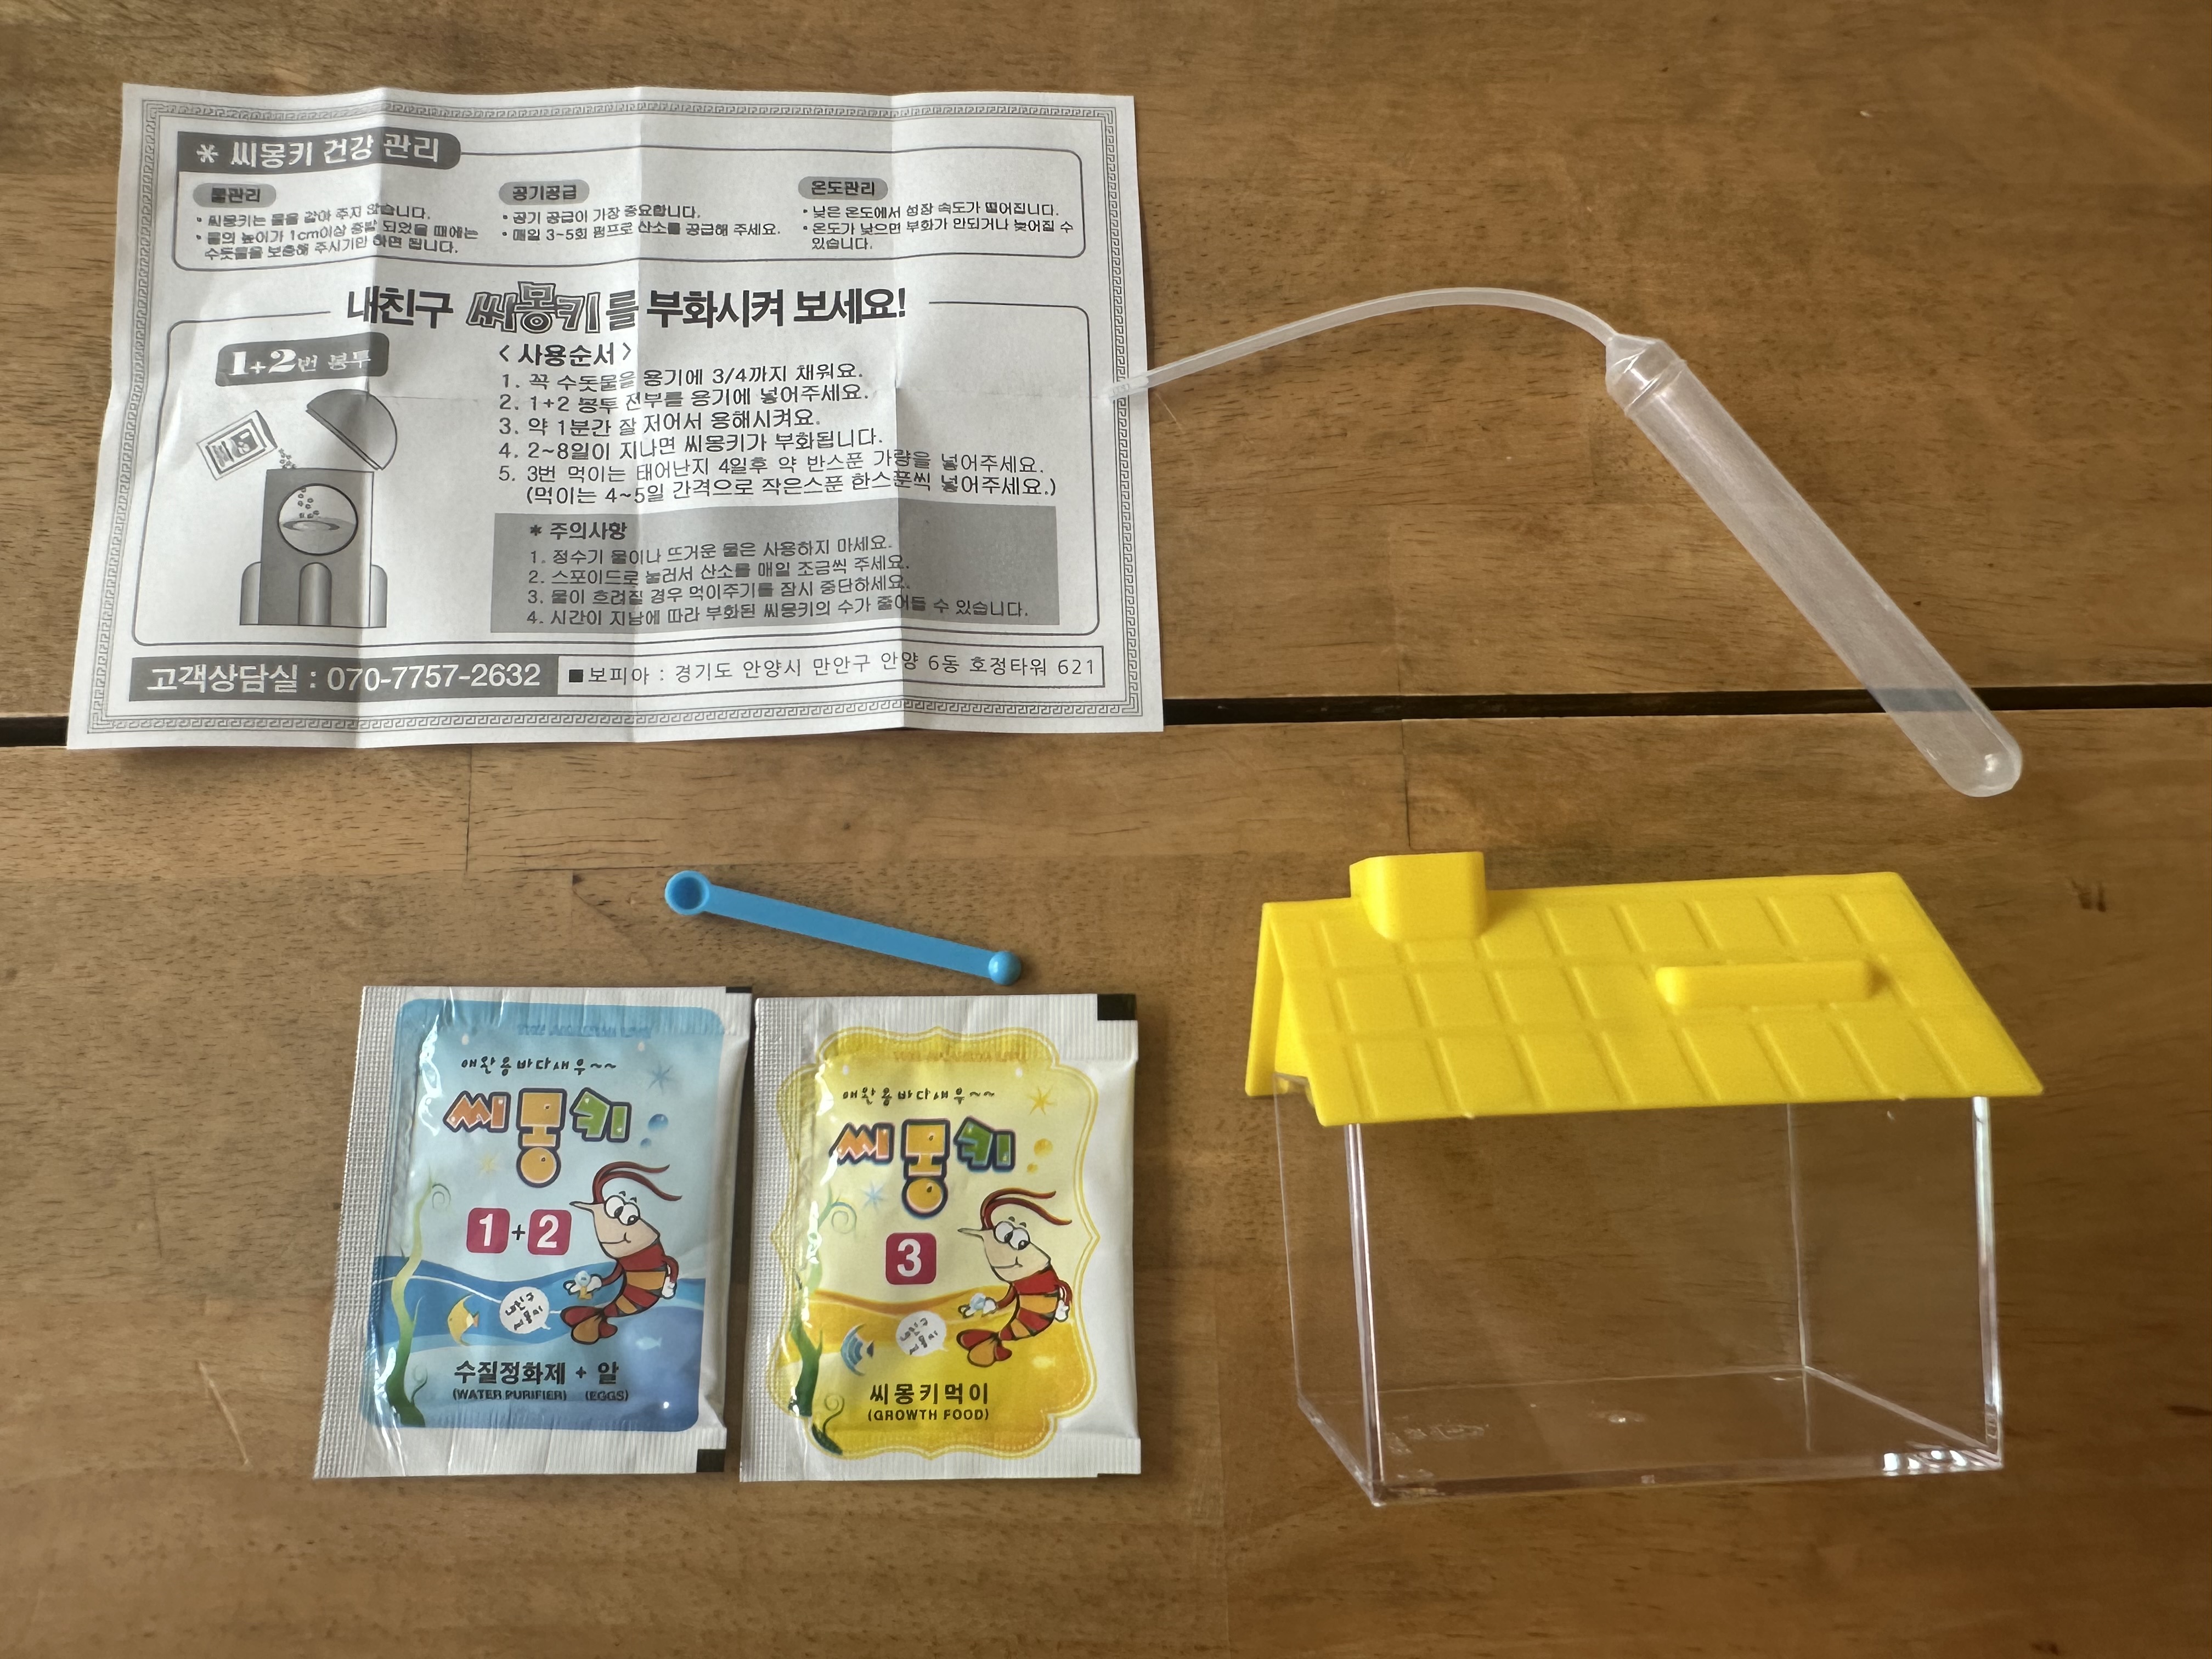 * 씨몽키 건강 관리
물관리
• 씨몽키는 물을 갈아 주지 않습니다.
• 물의 높이가 1cm이상 증발 되었을 때에는
수돗물을 보충해 주시기만 하면 됩니다.
공기공급
• 공기 공급이 가장 중요합니다.
• 매일 3~5회 펌프로 산소를 공급해 주세요.
온도관리
• 낮은 온도에서 성장 속도가 떨어집니다.
• 온도가 낮으면 부화가 안되거나 늦어질 수
있습니다.
내친구 씨몽키를 부화시켜 보세요!
1+2번 봉투
< 사용순서 >
1. 꼭 수돗물을 용기에 3/4까지 채워요.
2. 1+2 봉투 전부를 용기에 넣어주세요.
3. 약 1분간 잘 저어서 용해시켜요.
4. 2~8일이 지나면 씨몽키가 부화됩니다.
5. 3번 먹이는 태어난지 4일후 약 반스푼 가량을 넣어주세요.
(먹이는 4~5일 간격으로 작은스푼 한스푼씩 넣어주세요.)
* 주의사항
1. 정수기 물이나 뜨거운 물은 사용하지 마세요.
2. 스포이드로 눌러서 산소를 매일 조금씩 주세요.
3. 물이 흐려질 경우 먹이주기를 잠시 중단하세요.
4. 시간이 지남에 따라 부화된 씨몽키의 수가 줄어들 수 있습니다.
고객상담실 : 070-7757-2632
■보피아 : 경기도 안양시 만안구 안양 6동 호정타워 621
애완용바다새우~~
씨몽키
1+2
내친구
씨몽키
수질정화제 + 알
(WATER PURIFIER) (EGGS)
애완용바다새우~~
씨몽키
3
내친구
씨몽키
씨몽키먹이
(GROWTH FOOD)